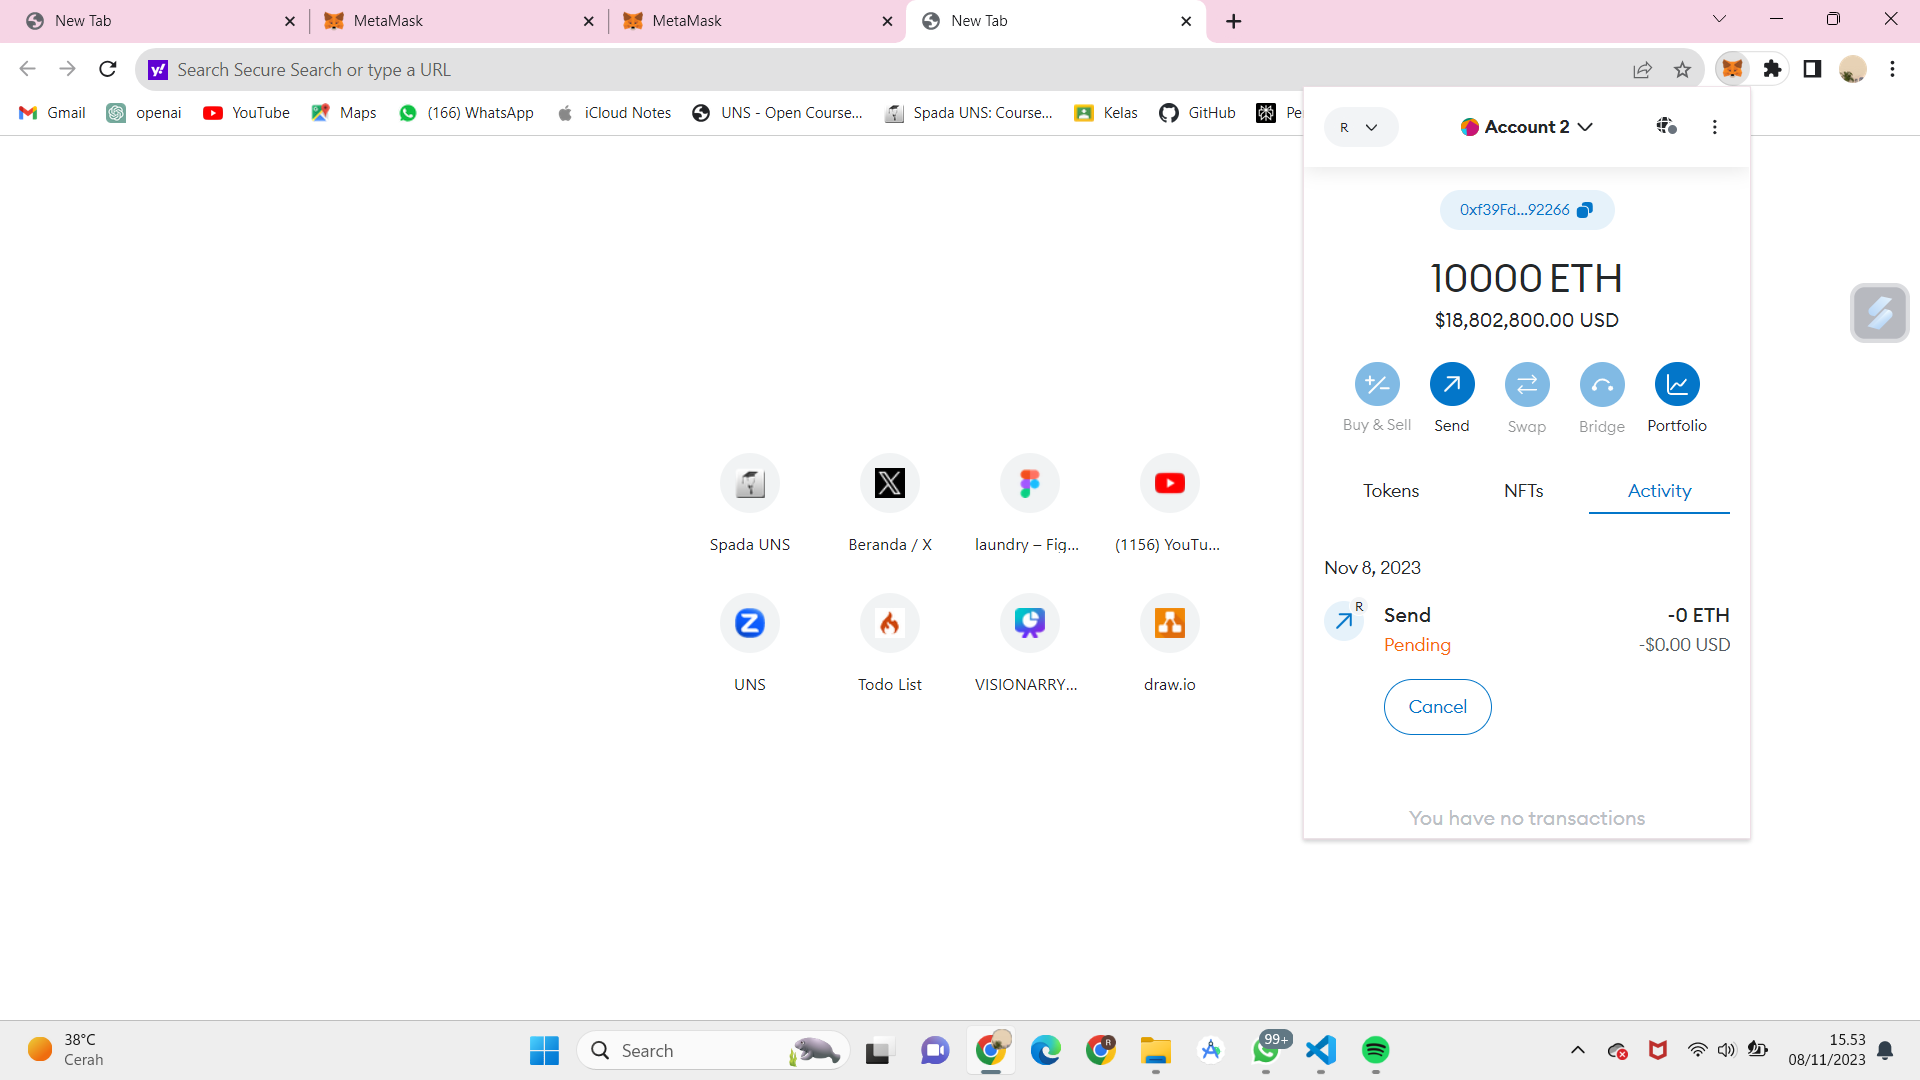 New Tab
MetaMask
MetaMask
New Tab
Search Secure Search or type a URL
Gmail
openai
YouTube
Maps
(166) WhatsApp
iCloud Notes
UNS - Open Course...
Spada UNS: Course...
Kelas
GitHub
Pe
R
Account 2
0xf39Fd...92266
10000 ETH
$18,802,800.00 USD
Buy & Sell
Send
Swap
Bridge
Portfolio
Tokens
NFTs
Activity
Nov 8, 2023
R
Send
-0 ETH
Pending
-$0.00 USD
Cancel
You have no transactions
Spada UNS
Beranda / X
laundry – Fig...
(1156) YouTu...
UNS
Todo List
VISIONARRY...
draw.io
38°C
Cerah
Search
R
99+
15.53
08/11/2023